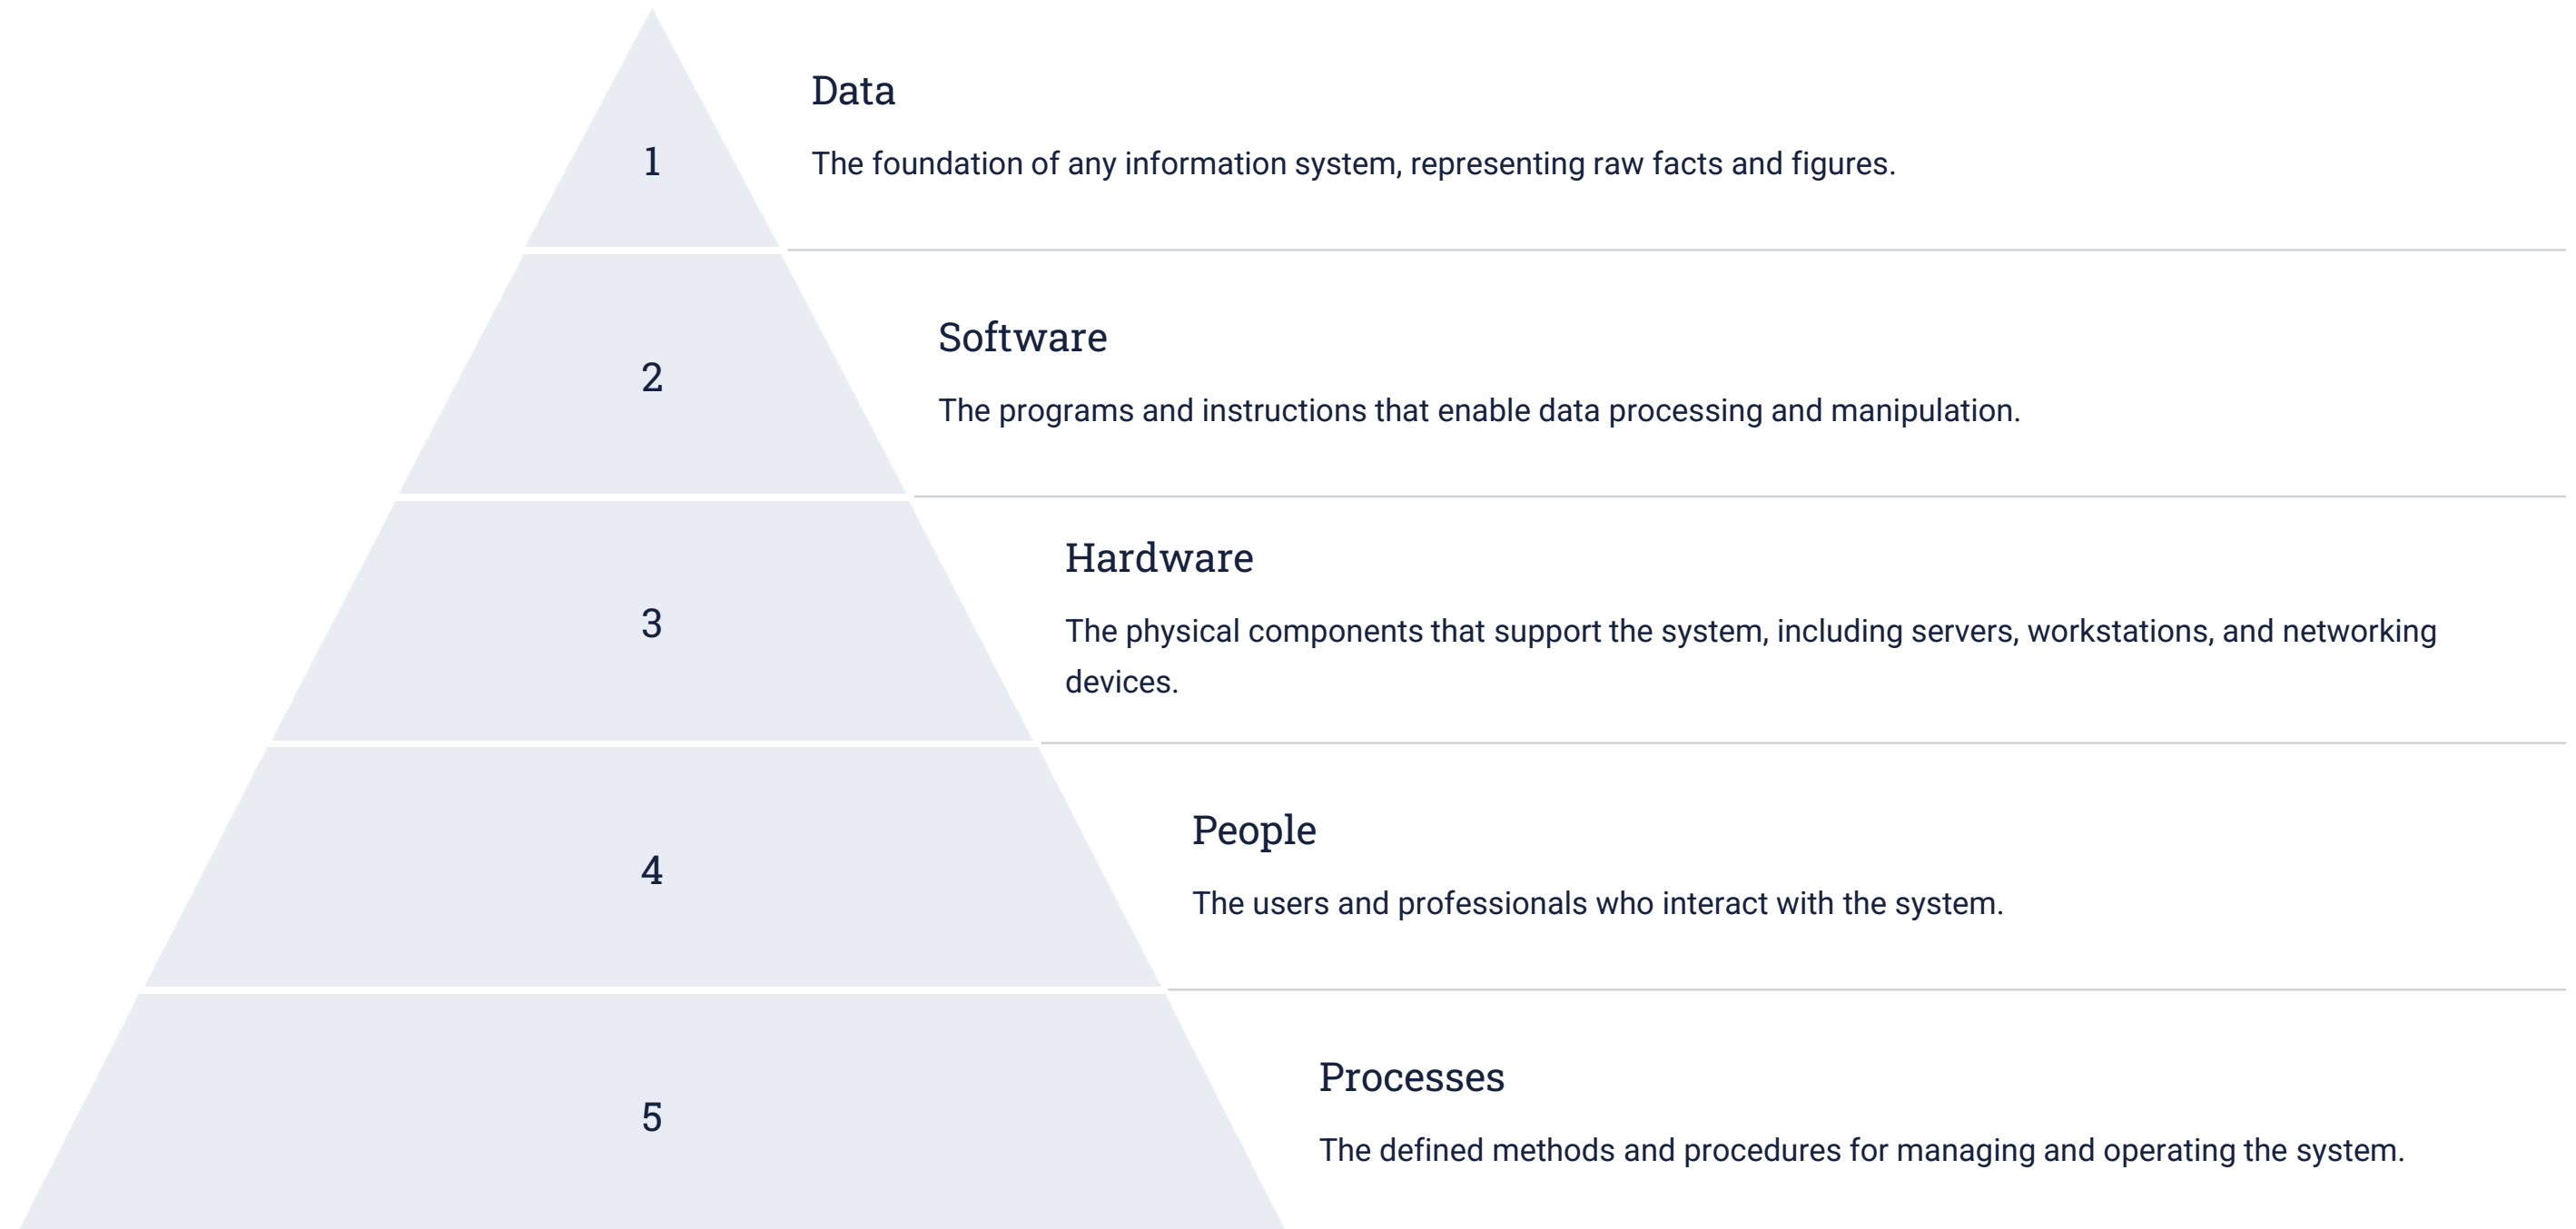 Data
1
The foundation of any information system, representing raw facts and figures.
Software
2
The programs and instructions that enable data processing and manipulation.
Hardware
3
The physical components that support the system, including servers, workstations, and networking
devices.
People
4
The users and professionals who interact with the system.
Processes
5
The defined methods and procedures for managing and operating the system.